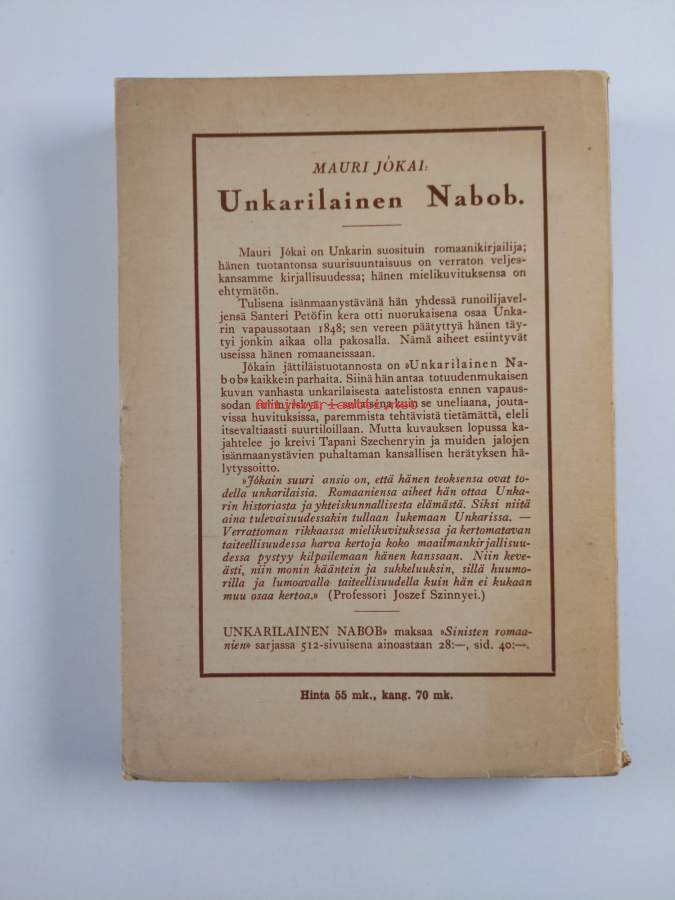 MAURI JÓKAI:
Unkarilainen Nabob.
Mauri Jókai on Unkarin suosituin romaanikirjailija;
hänen tuotantonsa suurisuuntaisuus on verraton veljes-
kansamme kirjallisuudessa; hänen mielikuvituksensa on
ehtymätön.
Tulisena isänmaanystävänä hän yhdessä runoilijavel-
jensä Santeri Petöfin kera otti nuorukaisena osaa Unka-
rin vapaussotaan 1848; sen vereen päätyttyä hänen täy-
tyi jonkin aikaa olla pakosalla. Nämä aiheet esiintyvät
useissa hänen romaaneissaan.
Jókain jättiläistuotannosta on »Unkarilainen Na-
bob» kaikkein parhaita. Siinä hän antaa totuudenmukaisen
kuvan vanhasta unkarilaisesta aatelistosta ennen vapaus-
sodan kuin se uneliaana, jouta-
vissa huvituksissa, paremmista tehtävistä tietämättä, eleli
itsevaltiaasti suurtiloillaan. Mutta kuvauksen lopussa ka-
jahtelee jo kreivi Tapani Szechenryin ja muiden jalojen
isänmaanystävien puhaltaman kansallisen herätyksen hä-
lytyssoitto.
»Jókain suuri ansio on, että hänen teoksensa ovat to-
della unkarilaisia. Romaaniensa aiheet hän ottaa Unka-
rin historiasta ja yhteiskunnallisesta elämästä. Siksi niitä
aina tulevaisuudessakin tullaan lukemaan Unkarissa. —
Verrattoman rikkaassa mielikuvituksessa ja kertomatavan
taiteellisuudessa harva kertoja koko maailmankirjallisuu-
dessa pystyy kilpailemaan hänen kanssaan. Niin keve-
ästi, niin monin kääntein ja sukkeluuksin, sillä huumo-
rilla ja lumoavalla taiteellisuudella kuin hän ei kukaan
muu osaa kertoa.» (Professori Joszef Szinnyei.)
UNKARILAINEN NABOB» maksaa »Sinisten romaa-
nien» sarjassa 512-sivuisena ainoastaan 28:—, sid. 40:—.
Hinta 55 mk., kang. 70 mk.